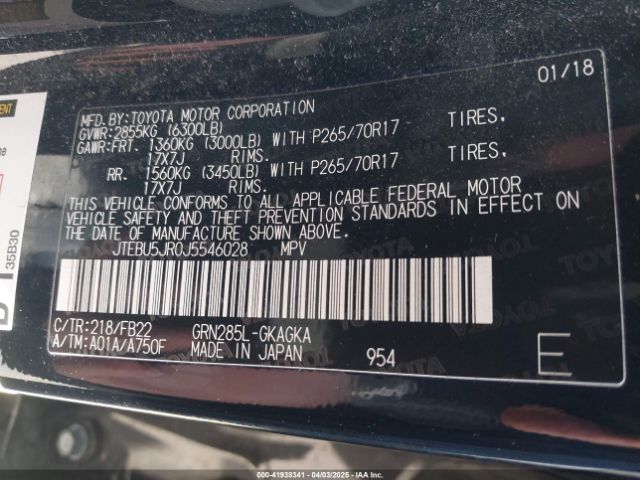 01/18
MFD.BY:TOYOTA MOTOR CORPORATION
GVWR:2855KG (6300LB)
GAWR:FRT. 1360KG (3000LB) WITH P265/70R17 TIRES,
17X7J RIMS.
RR. 1560KG (3450LB) WITH P265/70R17 TIRES,
17X7J RIMS.
THIS VEHICLE CONFORMS TO ALL APPLICABLE FEDERAL MOTOR
VEHICLE SAFETY AND THEFT PREVENTION STANDARDS IN EFFECT ON
THE DATE OF MANUFACTURE SHOWN ABOVE.
JTEBU5JR0J5546028 MPV
C/TR:218/FB22 GRN285L-GKAGKA
A/TM:A01A/A750F MADE IN JAPAN 954 E
35B30
TOYOTA
000-41938341 - 04/03/2025 - IAAI.COM